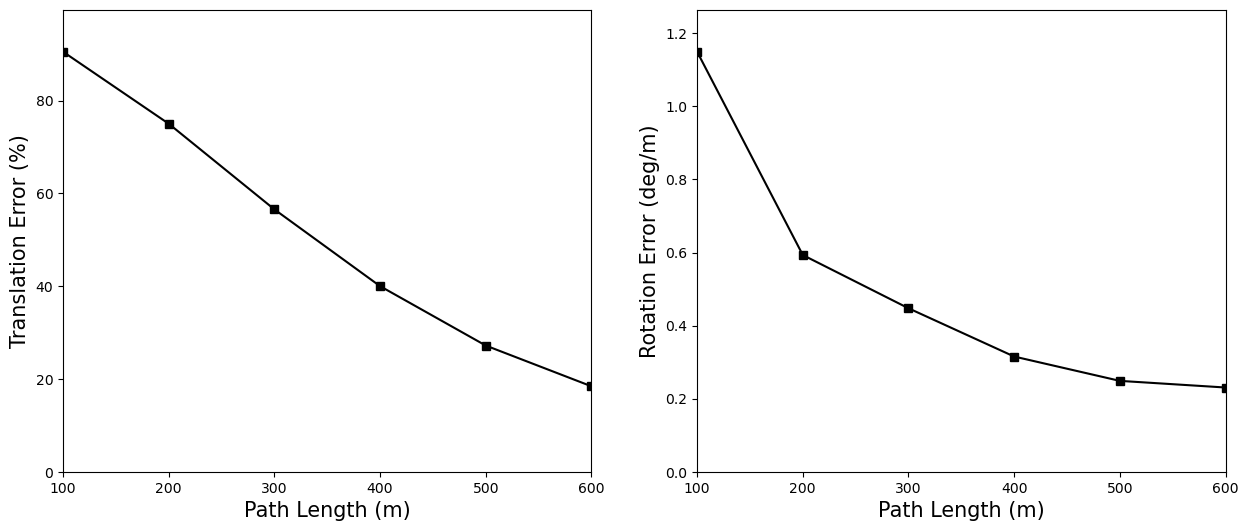 Translation Error (%)
80
60
40
20
0
100 200 300 400 500 600
Path Length (m)
Rotation Error (deg/m)
1.2
1.0
0.8
0.6
0.4
0.2
0.0
100 200 300 400 500 600
Path Length (m)